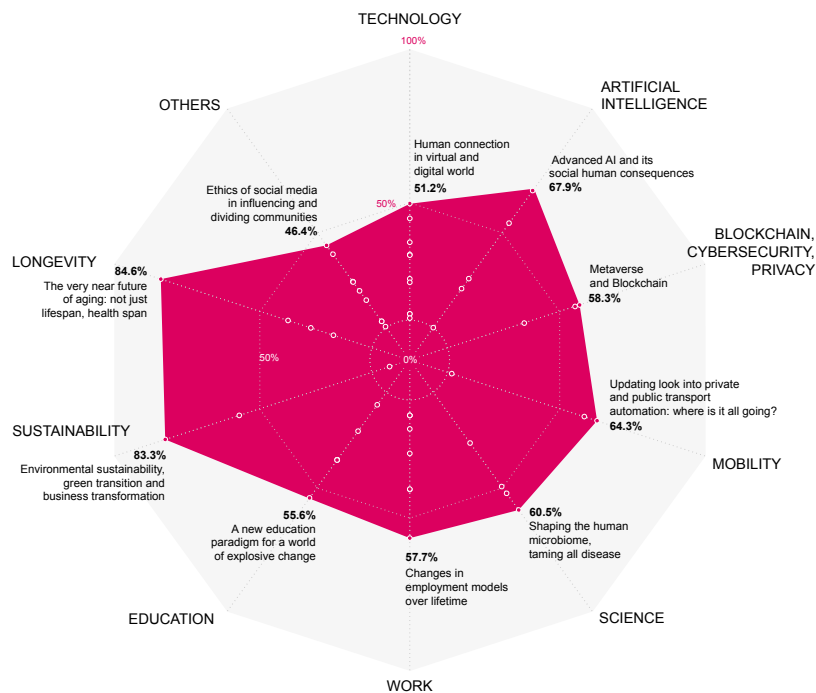 TECHNOLOGY
100%
ARTIFICIAL
INTELLIGENCE
OTHERS
Human connection
in virtual and
digital world
51.2%
Advanced AI and its
social human consequences
67.9%
Ethics of social media
in influencing and
dividing communities
46.4%
50%
BLOCKCHAIN,
CYBERSECURITY,
PRIVACY
LONGEVITY
84.6%
The very near future
of aging: not just
lifespan, health span
Metaverse
and Blockchain
58.3%
50%
0%
Updating look into private
and public transport
automation: where is it all going?
64.3%
MOBILITY
SUSTAINABILITY
83.3%
Environmental sustainability,
green transition and
business transformation
55.6%
A new education
paradigm for a world
of explosive change
60.5%
Shaping the human
microbiome,
taming all disease
57.7%
Changes in
employment models
over lifetime
EDUCATION
SCIENCE
WORK